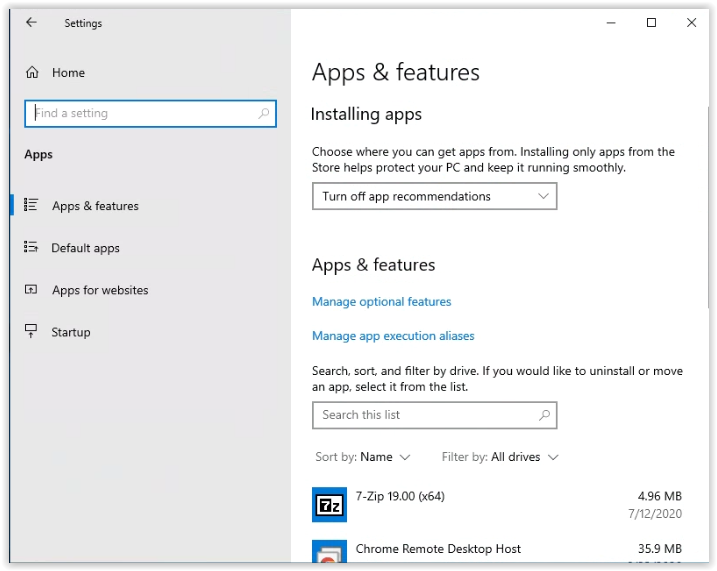 Settings
Home
Find a setting
Apps
Apps & features
Default apps
Apps for websites
Startup
Apps & features
Installing apps
Choose where you can get apps from. Installing only apps from the
Store helps protect your PC and keep it running smoothly.
Turn off app recommendations
Apps & features
Manage optional features
Manage app execution aliases
Search, sort, and filter by drive. If you would like to uninstall or move
an app, select it from the list.
Search this list
Sort by: Name Filter by: All drives
7z
7-Zip 19.00 (x64) 4.96 MB
7/12/2020
Chrome Remote Desktop Host 35.9 MB